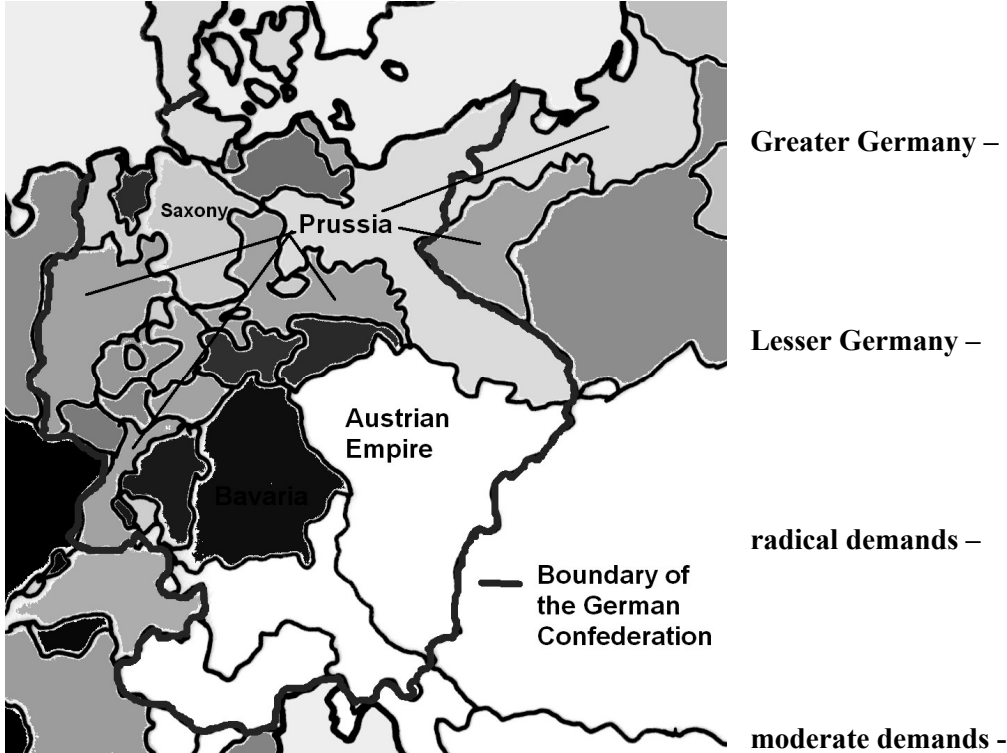 Greater Germany –
Saxony
Prussia
Lesser Germany –
Austrian
Empire
Bavaria
radical demands –
Boundary of
the German
Confederation
moderate demands -